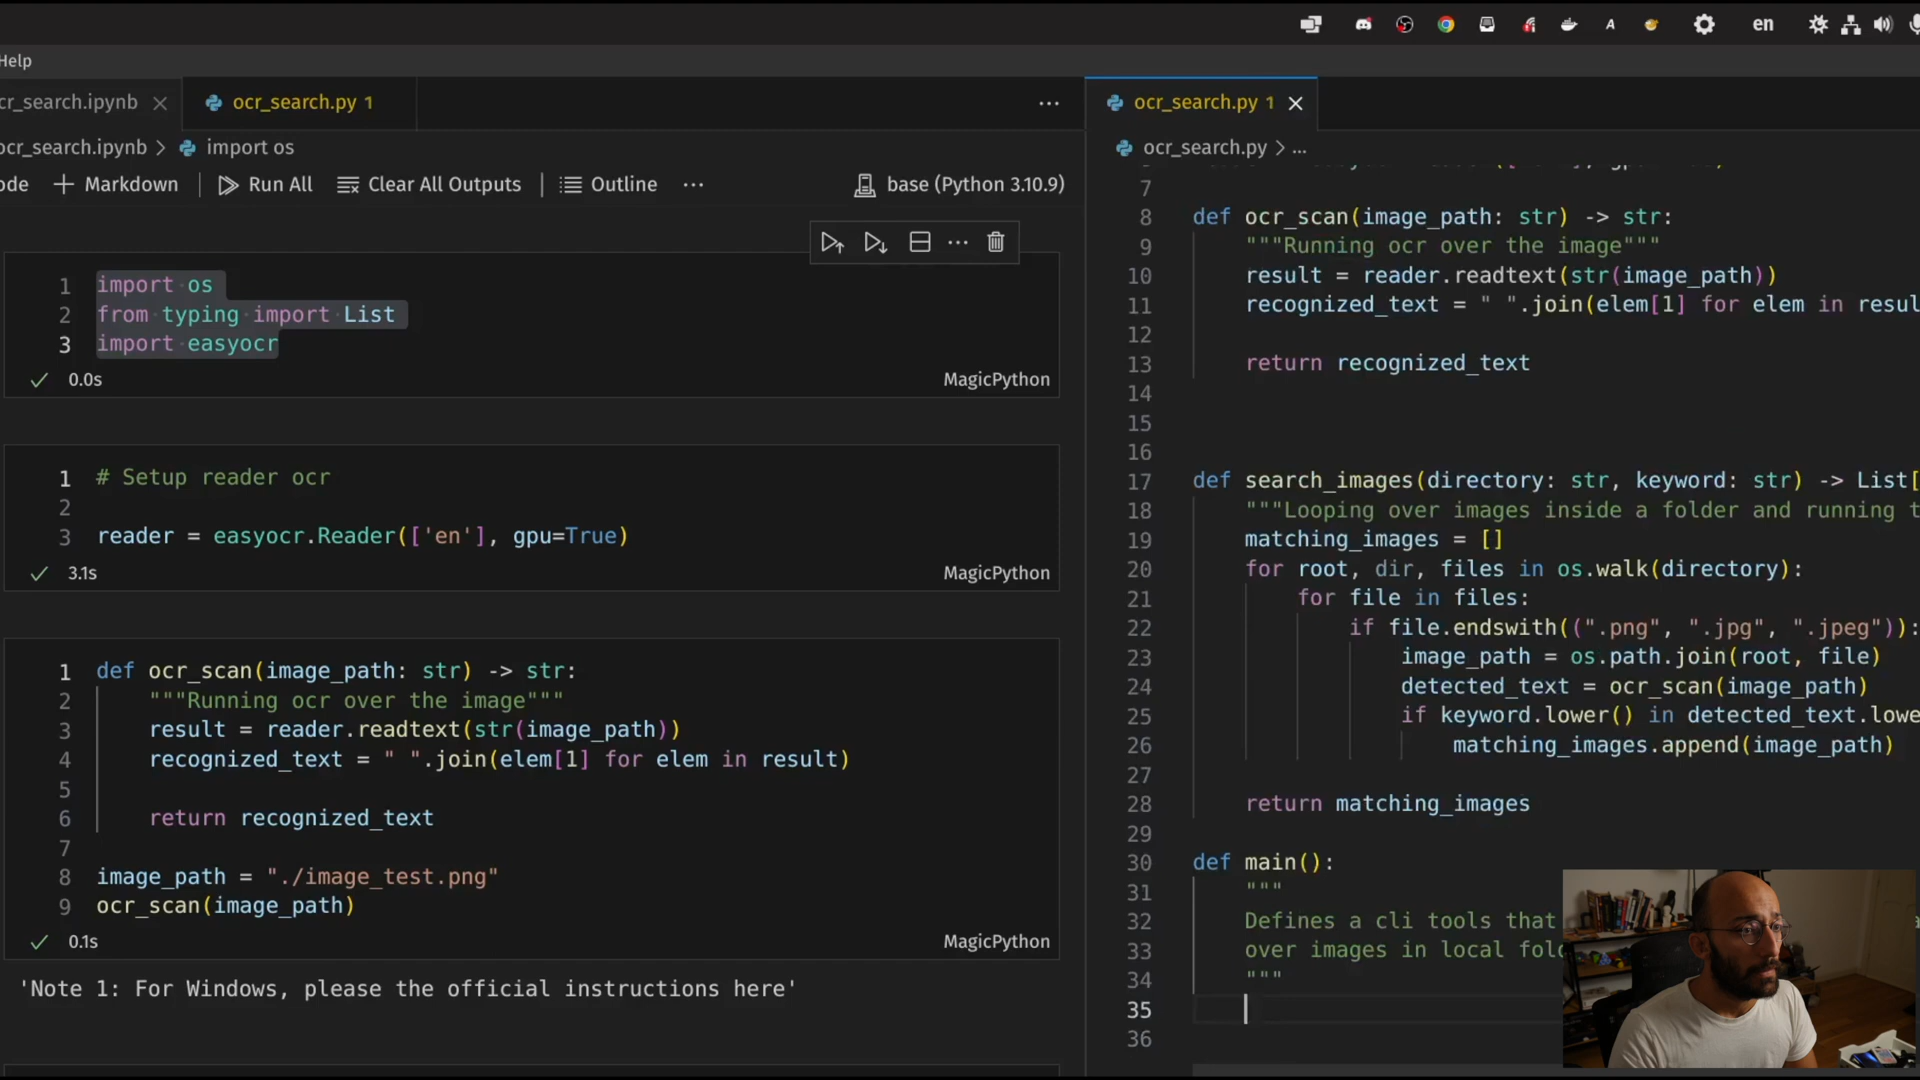 en
Help
cr_search.ipynb
ocr_search.py 1
ocr_search.py 1
ocr_search.ipynb > import os
ocr_search.py > ...
ode
Markdown
Run All
Clear All Outputs
Outline
base (Python 3.10.9)
1 import os
2 from typing import List
3 import easyocr
0.0s
MagicPython
1 # Setup reader ocr
2
3 reader = easyocr.Reader(['en'], gpu=True)
3.1s
MagicPython
1 def ocr_scan(image_path: str) -> str:
2 """Running ocr over the image"""
3 result = reader.readtext(str(image_path))
4 recognized_text = " ".join(elem[1] for elem in result)
5
6 return recognized_text
7
8 image_path = "./image_test.png"
9 ocr_scan(image_path)
0.1s
MagicPython
'Note 1: For Windows, please the official instructions here'
7
8 def ocr_scan(image_path: str) -> str:
9 """Running ocr over the image"""
10 result = reader.readtext(str(image_path))
11 recognized_text = " ".join(elem[1] for elem in resul
12
13 return recognized_text
14
15
16
17 def search_images(directory: str, keyword: str) -> List[
18 """Looping over images inside a folder and running t
19 matching_images = []
20 for root, dir, files in os.walk(directory):
21 for file in files:
22 if file.endswith((".png", ".jpg", ".jpeg")):
23 image_path = os.path.join(root, file)
24 detected_text = ocr_scan(image_path)
25 if keyword.lower() in detected_text.lowe
26 matching_images.append(image_path)
27
28 return matching_images
29
30 def main():
31 """
32 Defines a cli tools that
33 over images in local fol
34 """
35
36